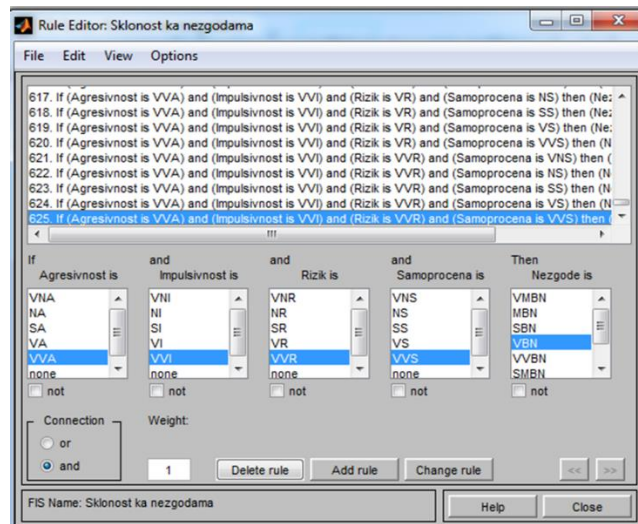 Rule Editor: Sklonost ka nezgodama
File Edit View Options
617. If (Agresivnost is VVA) and (Impulsivnost is VVI) and (Rizik is VR) and (Samoprocena is NS) then (Nez
618. If (Agresivnost is VVA) and (Impulsivnost is VVI) and (Rizik is VR) and (Samoprocena is SS) then (Nez
619. If (Agresivnost is VVA) and (Impulsivnost is VVI) and (Rizik is VR) and (Samoprocena is VS) then (Nez
620. If (Agresivnost is VVA) and (Impulsivnost is VVI) and (Rizik is VR) and (Samoprocena is VVS) then (N
621. If (Agresivnost is VVA) and (Impulsivnost is VVI) and (Rizik is VVR) and (Samoprocena is VNS) then (
622. If (Agresivnost is VVA) and (Impulsivnost is VVI) and (Rizik is VVR) and (Samoprocena is NS) then (N
623. If (Agresivnost is VVA) and (Impulsivnost is VVI) and (Rizik is VVR) and (Samoprocena is SS) then (N
624. If (Agresivnost is VVA) and (Impulsivnost is VVI) and (Rizik is VVR) and (Samoprocena is VS) then (N
625. If (Agresivnost is VVA) and (Impulsivnost is VVI) and (Rizik is VVR) and (Samoprocena is VVS) then (
If and and and Then
Agresivnost is Impulsivnost is Rizik is Samoprocena is Nezgode is
VNA VNI VNR VNS VMBN
NA NI NR NS MBN
SA SI SR SS SBN
VA VI VR VS VBN
VVA VVI VVR VVS VVBN
none none none none SMBN
not not not not not
Connection Weight:
or
and 1 Delete rule Add rule Change rule << >>
FIS Name: Sklonost ka nezgodama Help Close